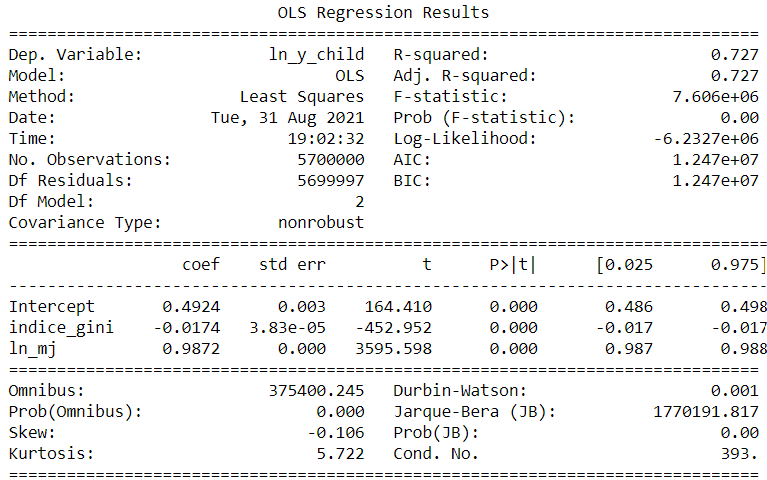 OLS Regression Results
==============================================================================
Dep. Variable:             ln_y_child   R-squared:                       0.727
Model:                            OLS   Adj. R-squared:                  0.727
Method:                 Least Squares   F-statistic:                 7.606e+06
Date:                Tue, 31 Aug 2021   Prob (F-statistic):               0.00
Time:                        19:02:32   Log-Likelihood:            -6.2327e+06
No. Observations:             5700000   AIC:                         1.247e+07
Df Residuals:                 5699997   BIC:                         1.247e+07
Df Model:                           2
Covariance Type:            nonrobust
===============================================================================
                  coef    std err          t      P>|t|      [0.025      0.975]
-------------------------------------------------------------------------------
Intercept       0.4924      0.003    164.410      0.000       0.486       0.498
indice_gini    -0.0174   3.83e-05   -452.952      0.000      -0.017      -0.017
ln_mj           0.9872      0.000   3595.598      0.000       0.987       0.988
==============================================================================
Omnibus:                   375400.245   Durbin-Watson:                   0.001
Prob(Omnibus):                  0.000   Jarque-Bera (JB):          1770191.817
Skew:                          -0.106   Prob(JB):                         0.00
Kurtosis:                       5.722   Cond. No.                         393.
==============================================================================